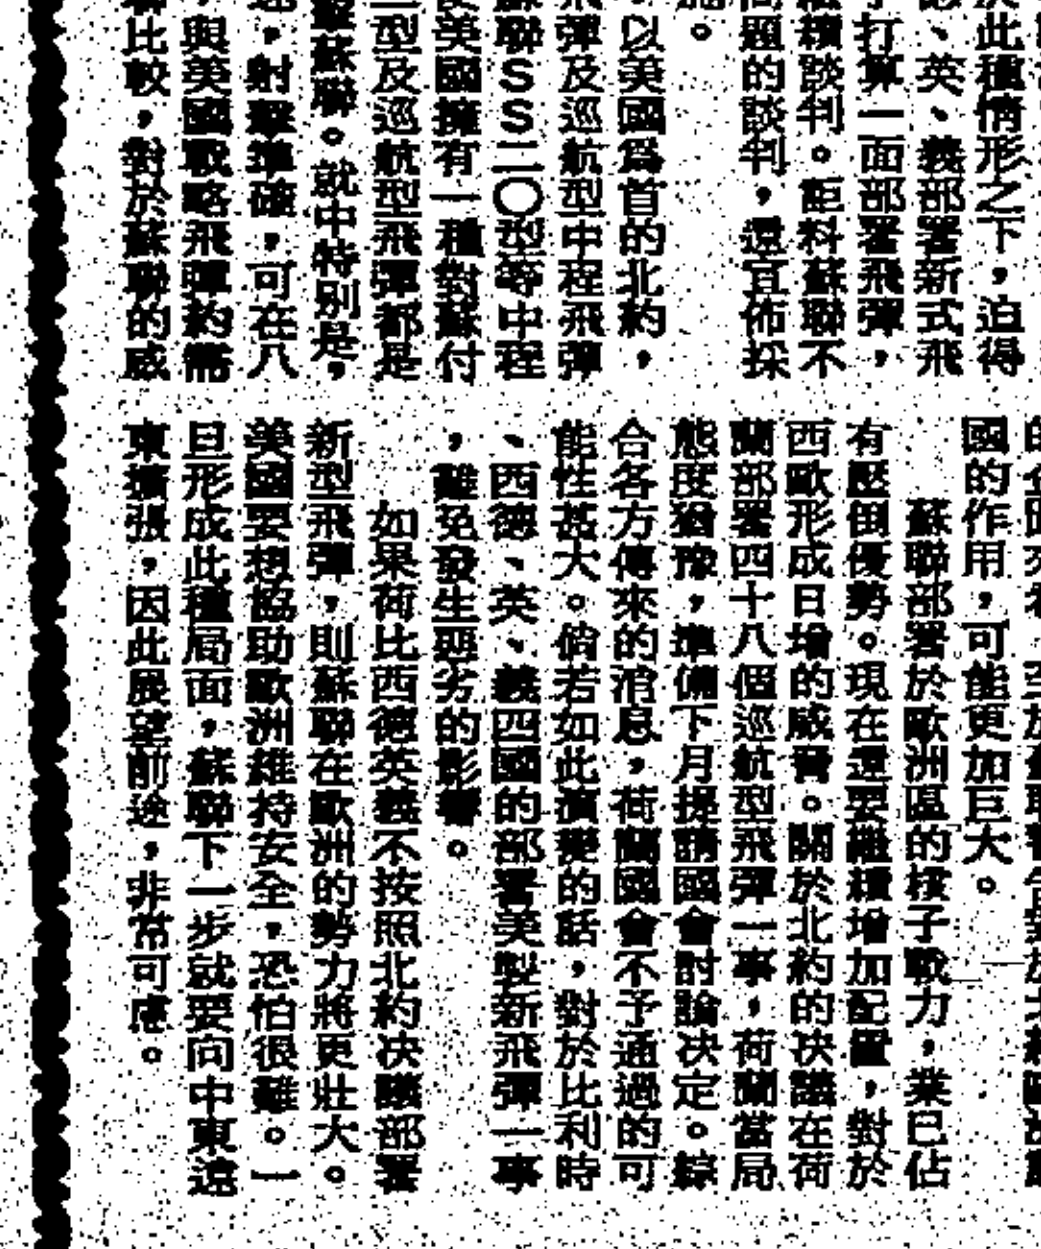 於此種情形之下，迫得
、英、義部署新式飛
打算一面部署飛彈，
繼續談判。詎料蘇聯不
問題的談判，還宣佈採
。
以美國爲首的北約，
飛彈及巡航型中程飛彈
蘇聯ＳＳ二〇型等中程
使美國擁有一種對蘇付
型及巡航型飛彈都是
擊蘇聯。就中特別是，
，射擊準確，可在八
，與美國戰略飛彈約需
比較，對於蘇聯的威
國的作用，可能更加巨大。
蘇聯部署於歐洲區的核子戰力，業已佔
有壓倒優勢。現在還要繼續增加配置，對於
西歐形成日增的威脅。關於北約的決議在荷
蘭部署四十八個巡航型飛彈一事，荷蘭當局
態度猶豫，準備下月提請國會討論決定。綜
合各方傳來的消息，荷蘭國會不予通過的可
能性甚大。倘若如此演變的話，對於比利時
、西德、英、義四國的部署美製新飛彈一事
，難免發生惡劣的影響。
如果荷比西德英義不按照北約決議部署
新型飛彈，則蘇聯在歐洲的勢力將更壯大。
美國要想協助歐洲維持安全，恐怕很難。一
旦形成此種局面，蘇聯下一步就要向中東遠
東擴張，因此展望前途，非常可慮。